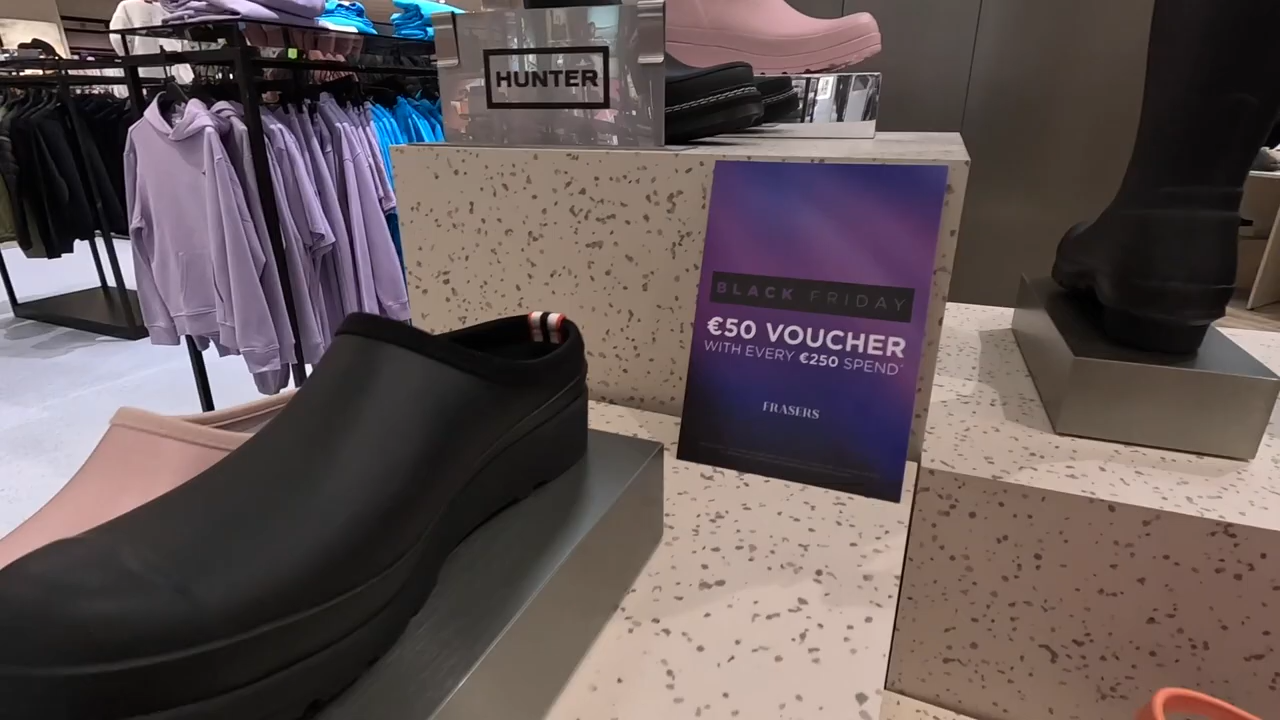 HUNTER
BLACK FRIDAY
€50 VOUCHER
WITH EVERY €250 SPEND*
FRASERS